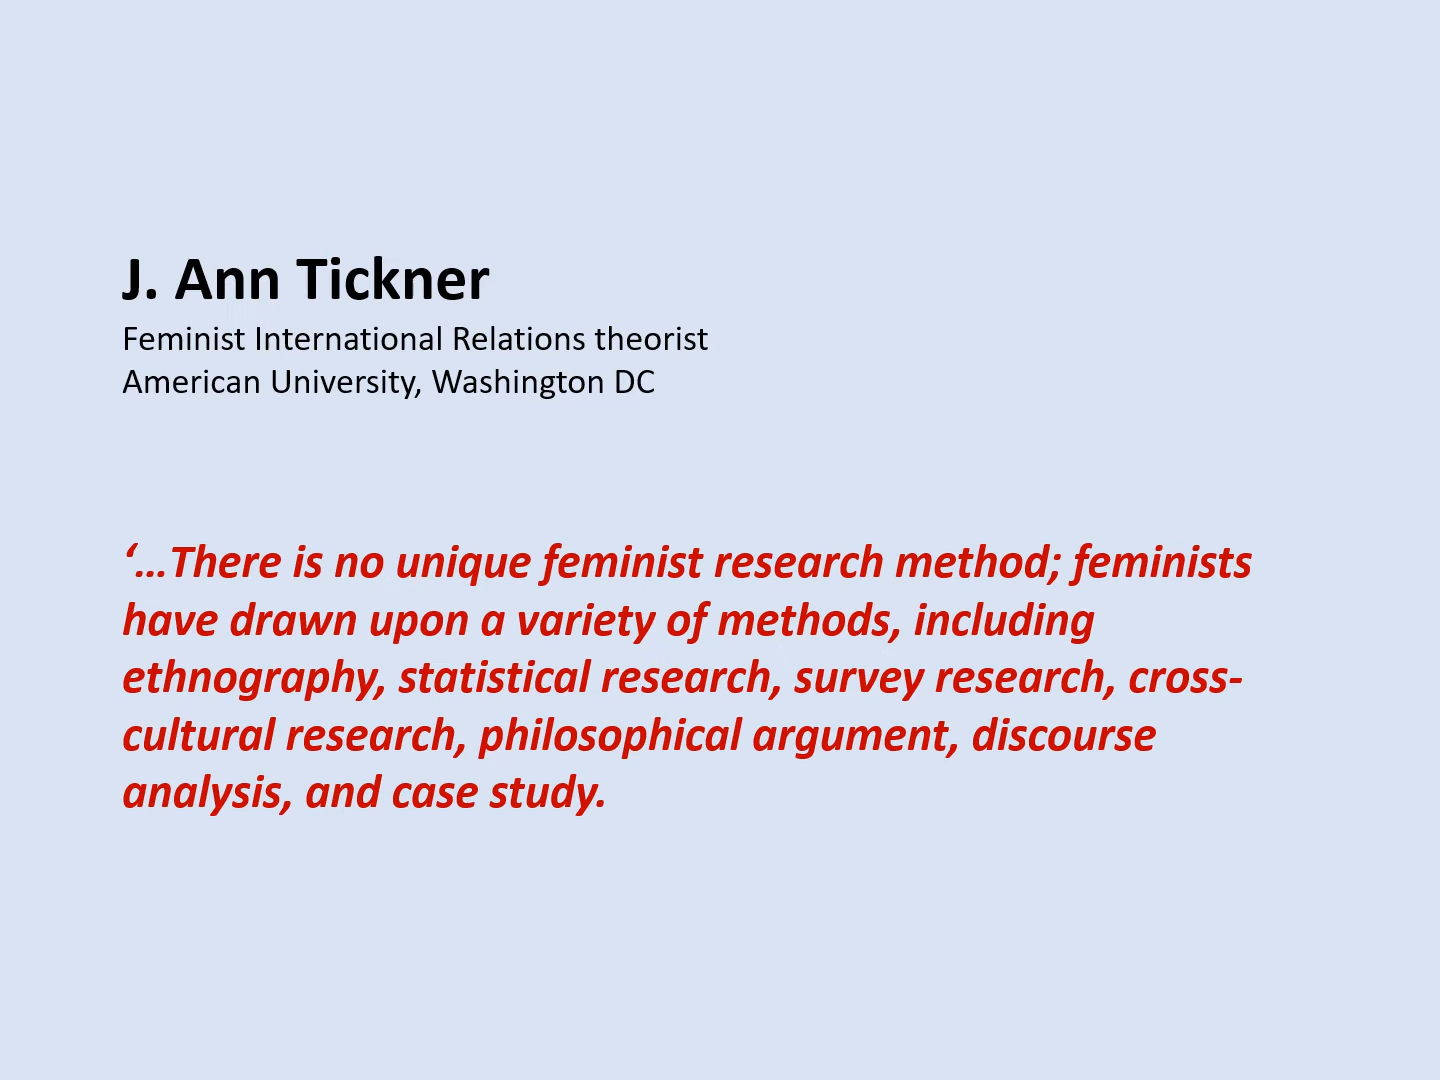 J. Ann Tickner
Feminist International Relations theorist
American University, Washington DC
‘…There is no unique feminist research method; feminists
have drawn upon a variety of methods, including
ethnography, statistical research, survey research, cross-
cultural research, philosophical argument, discourse
analysis, and case study.